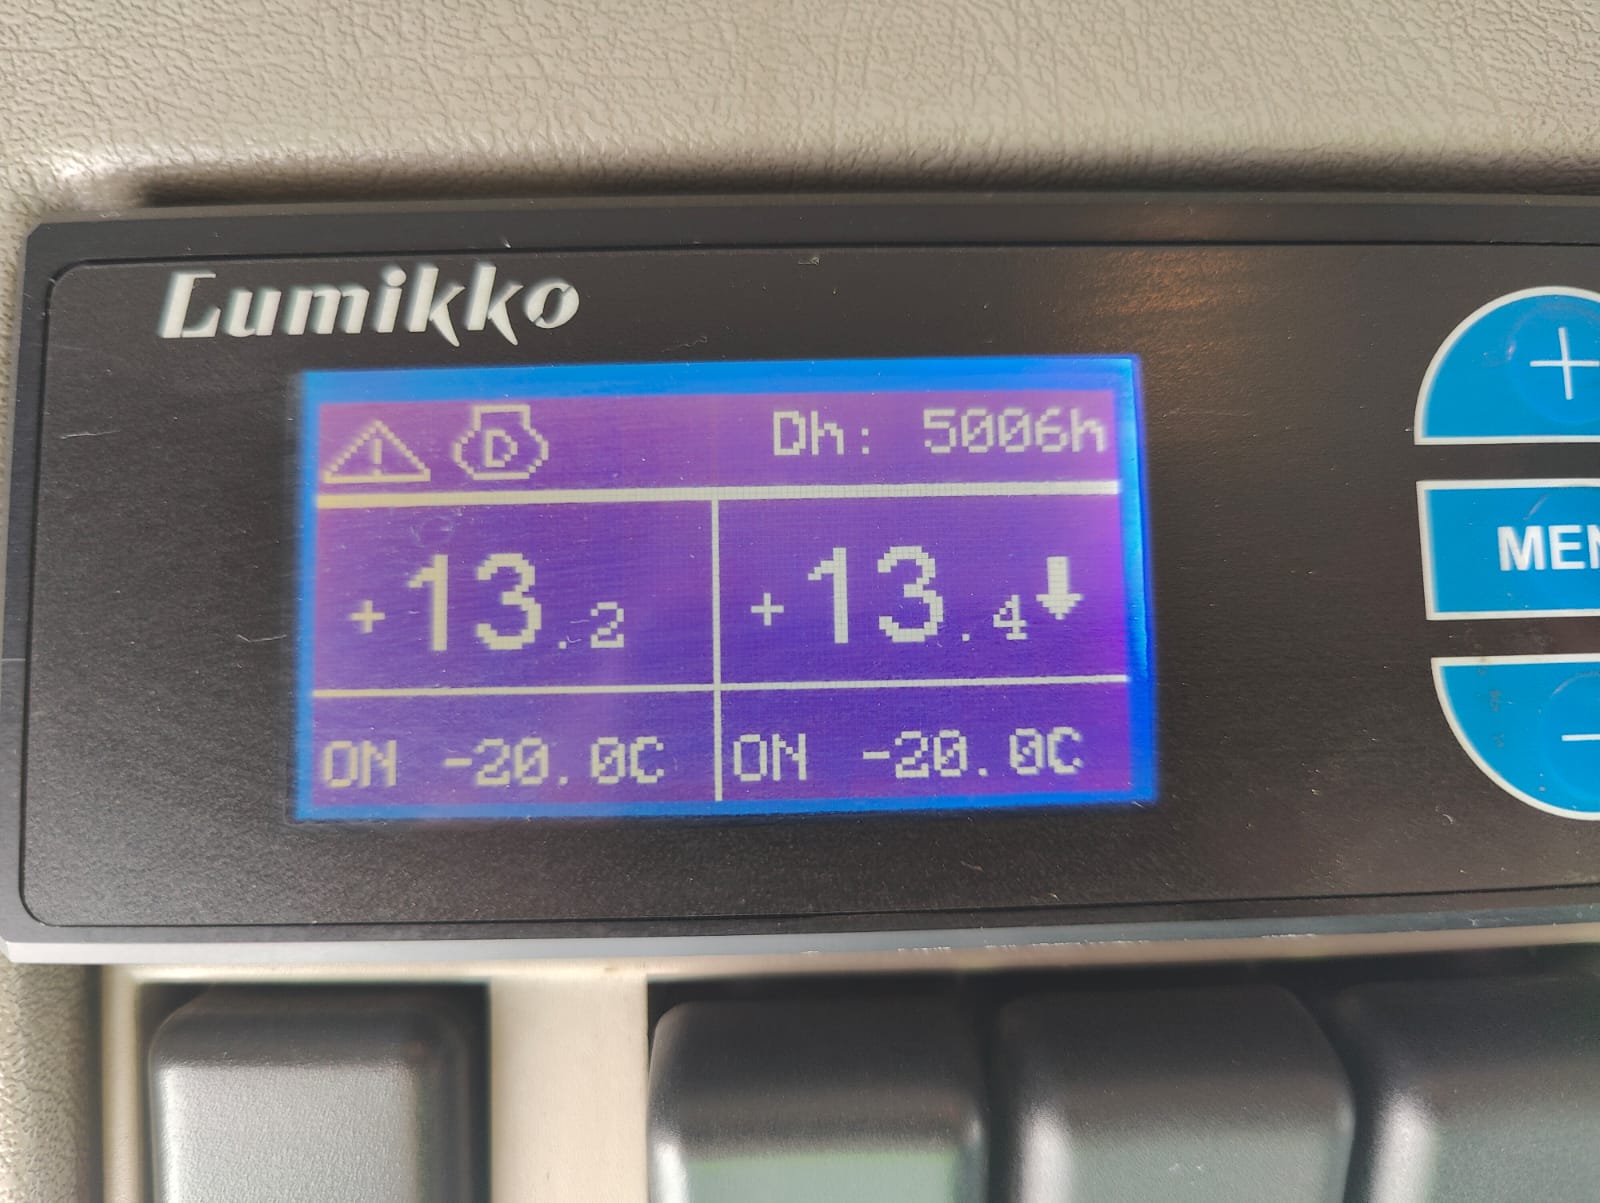 Lumikko
D Dh: 5006h
+13.2 +13.4
ON -20.0C ON -20.0C
+
MEN
-